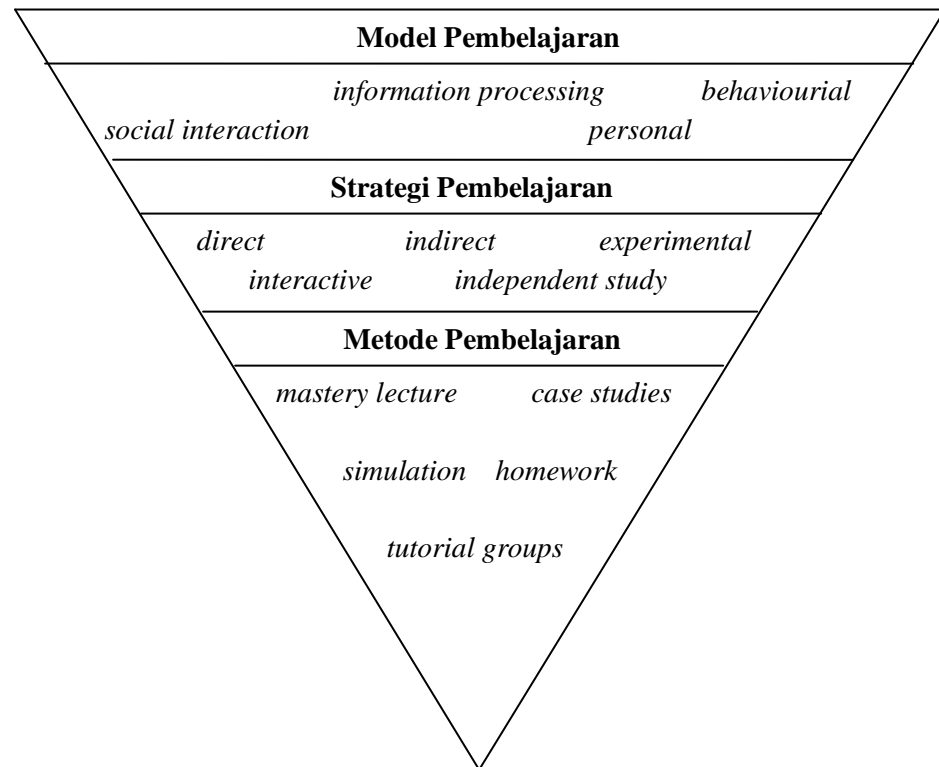 Model Pembelajaran
information processing behaviourial
social interaction personal
Strategi Pembelajaran
direct indirect experimental
interactive independent study
Metode Pembelajaran
mastery lecture case studies
simulation homework
tutorial groups